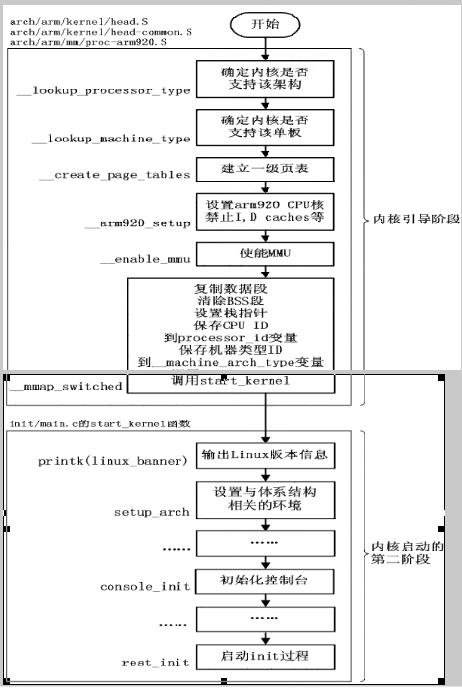 arch/arm/kernel/head.S
arch/arm/kernel/head-common.S
arch/arm/mm/proc-arm920.S
开始
确定内核是否
支持该架构
__lookup_processor_type
确定内核是否
支持该单板
__lookup_machine_type
建立一级页表
__create_page_tables
内核引导阶段
设置arm920 CPU核
禁止I,D caches等
__arm920_setup
使能MMU
__enable_mmu
复制数据段
清除BSS段
设置栈指针
保存CPU ID
到processor_id变量
保存机器类型ID
到__machine_arch_type变量
调用start_kernel
__mmap_switched
init/main.c的start_kernel函数
输出Linux版本信息
printk(linux_banner)
设置与体系结构
相关的环境
setup_arch
……
……
内核启动的
第二阶段
初始化控制台
console_init
……
……
启动init过程
rest_init